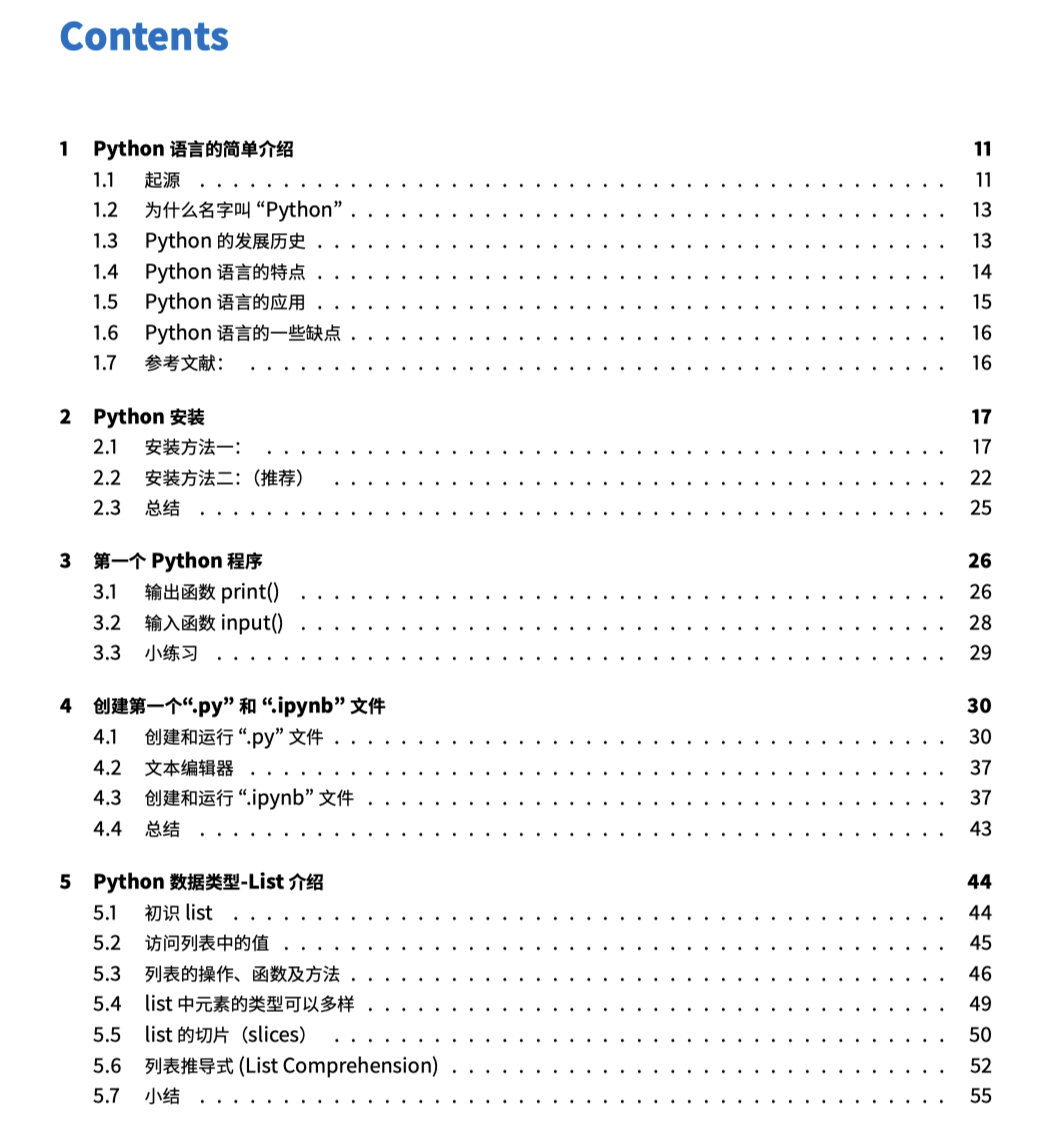 Contents
1 Python 语言的简单介绍 11
1.1 起源 . . . . . . . . . . . . . . . . . . . . . . . . . . . . . . . . . . . . . . . . . . . . . 11
1.2 为什么名字叫 “Python” . . . . . . . . . . . . . . . . . . . . . . . . . . . . . . . . . . . . 13
1.3 Python 的发展历史 . . . . . . . . . . . . . . . . . . . . . . . . . . . . . . . . . . . . . . 13
1.4 Python 语言的特点 . . . . . . . . . . . . . . . . . . . . . . . . . . . . . . . . . . . . . . 14
1.5 Python 语言的应用 . . . . . . . . . . . . . . . . . . . . . . . . . . . . . . . . . . . . . . 15
1.6 Python 语言的一些缺点 . . . . . . . . . . . . . . . . . . . . . . . . . . . . . . . . . . . . 16
1.7 参考文献： . . . . . . . . . . . . . . . . . . . . . . . . . . . . . . . . . . . . . . . . . . 16
2 Python 安装 17
2.1 安装方法一： . . . . . . . . . . . . . . . . . . . . . . . . . . . . . . . . . . . . . . . . . 17
2.2 安装方法二：（推荐） . . . . . . . . . . . . . . . . . . . . . . . . . . . . . . . . . . . . . 22
2.3 总结 . . . . . . . . . . . . . . . . . . . . . . . . . . . . . . . . . . . . . . . . . . . . . 25
3 第一个 Python 程序 26
3.1 输出函数 print() . . . . . . . . . . . . . . . . . . . . . . . . . . . . . . . . . . . . . . . 26
3.2 输入函数 input() . . . . . . . . . . . . . . . . . . . . . . . . . . . . . . . . . . . . . . . 28
3.3 小练习 . . . . . . . . . . . . . . . . . . . . . . . . . . . . . . . . . . . . . . . . . . . . 29
4 创建第一个“.py” 和 “.ipynb” 文件 30
4.1 创建和运行 “.py” 文件 . . . . . . . . . . . . . . . . . . . . . . . . . . . . . . . . . . . . . 30
4.2 文本编辑器 . . . . . . . . . . . . . . . . . . . . . . . . . . . . . . . . . . . . . . . . . . 37
4.3 创建和运行 “.ipynb” 文件 . . . . . . . . . . . . . . . . . . . . . . . . . . . . . . . . . . . 37
4.4 总结 . . . . . . . . . . . . . . . . . . . . . . . . . . . . . . . . . . . . . . . . . . . . . 43
5 Python 数据类型-List 介绍 44
5.1 初识 list . . . . . . . . . . . . . . . . . . . . . . . . . . . . . . . . . . . . . . . . . . . 44
5.2 访问列表中的值 . . . . . . . . . . . . . . . . . . . . . . . . . . . . . . . . . . . . . . . . 45
5.3 列表的操作、函数及方法 . . . . . . . . . . . . . . . . . . . . . . . . . . . . . . . . . . . . 46
5.4 list 中元素的类型可以多样 . . . . . . . . . . . . . . . . . . . . . . . . . . . . . . . . . . . 49
5.5 list 的切片（slices） . . . . . . . . . . . . . . . . . . . . . . . . . . . . . . . . . . . . . 50
5.6 列表推导式 (List Comprehension) . . . . . . . . . . . . . . . . . . . . . . . . . . . . . . 52
5.7 小结 . . . . . . . . . . . . . . . . . . . . . . . . . . . . . . . . . . . . . . . . . . . . . 55